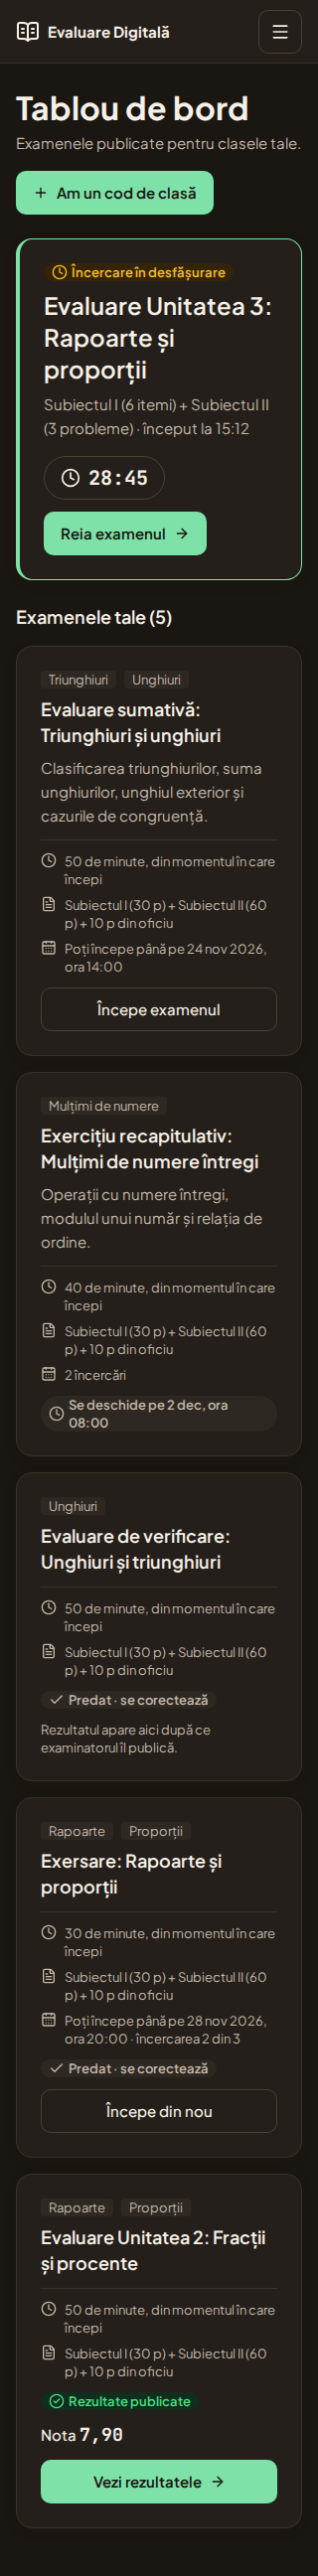 Evaluare Digitală
Tablou de bord
Examenele publicate pentru clasele tale.
Am un cod de clasă
Încercare în desfășurare
Evaluare Unitatea 3:
Rapoarte și
proporții
Subiectul I (6 itemi) + Subiectul II
(3 probleme) · început la 15:12
28:45
Reia examenul
Examenele tale (5)
Triunghiuri Unghiuri
Evaluare sumativă:
Triunghiuri și unghiuri
Clasificarea triunghiurilor, suma
unghiurilor, unghiul exterior și
cazurile de congruență.
50 de minute, din momentul în care
începi
Subiectul I (30 p) + Subiectul II (60
p) + 10 p din oficiu
Poți începe până pe 24 nov 2026,
ora 14:00
Începe examenul
Mulțimi de numere
Exercițiu recapitulativ:
Mulțimi de numere întregi
Operații cu numere întregi,
modulul unui număr și relația de
ordine.
40 de minute, din momentul în care
începi
Subiectul I (30 p) + Subiectul II (60
p) + 10 p din oficiu
2 încercări
Se deschide pe 2 dec, ora
08:00
Unghiuri
Evaluare de verificare:
Unghiuri și triunghiuri
50 de minute, din momentul în care
începi
Subiectul I (30 p) + Subiectul II (60
p) + 10 p din oficiu
Predat · se corectează
Rezultatul apare aici după ce
examinatorul îl publică.
Rapoarte Proporții
Exersare: Rapoarte și
proporții
30 de minute, din momentul în care
începi
Subiectul I (30 p) + Subiectul II (60
p) + 10 p din oficiu
Poți începe până pe 28 nov 2026,
ora 20:00 · încercarea 2 din 3
Predat · se corectează
Începe din nou
Rapoarte Proporții
Evaluare Unitatea 2: Fracții
și procente
50 de minute, din momentul în care
începi
Subiectul I (30 p) + Subiectul II (60
p) + 10 p din oficiu
Rezultate publicate
Nota 7,90
Vezi rezultatele